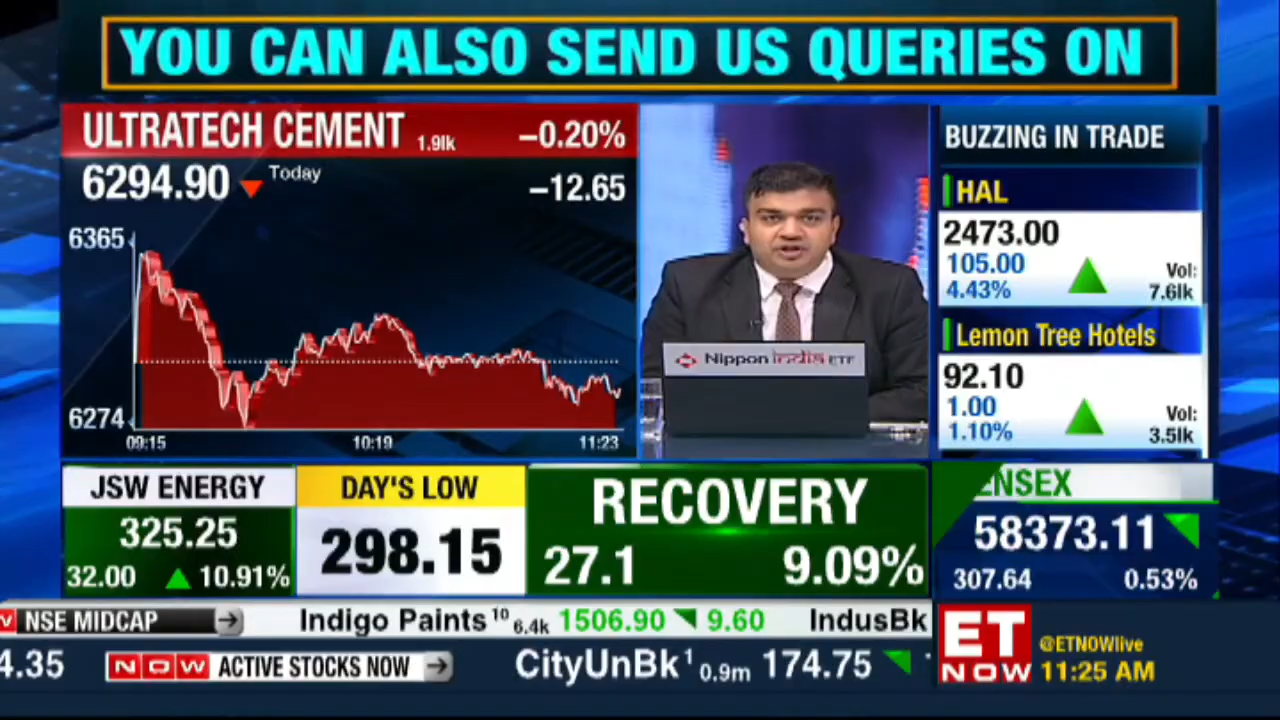 YOU CAN ALSO SEND US QUERIES ON
ULTRATECH CEMENT 1.9lk -0.20%
6294.90 Today -12.65
6365
6274
09:15 10:19 11:23
Nippon india ETF
BUZZING IN TRADE
HAL
2473.00
105.00
4.43%
Vol:
7.6lk
Lemon Tree Hotels
92.10
1.00
1.10%
Vol:
3.5lk
JSW ENERGY
325.25
32.00 10.91%
DAY'S LOW
298.15
RECOVERY
27.1 9.09%
ENSEX
58373.11
307.64 0.53%
NSE MIDCAP Indigo Paints 10 6.4k 1506.90 9.60 IndusBk
4.35 NOW ACTIVE STOCKS NOW CityUnBk 1 0.9m 174.75
ET
NOW
@ETNOWlive
11:25 AM